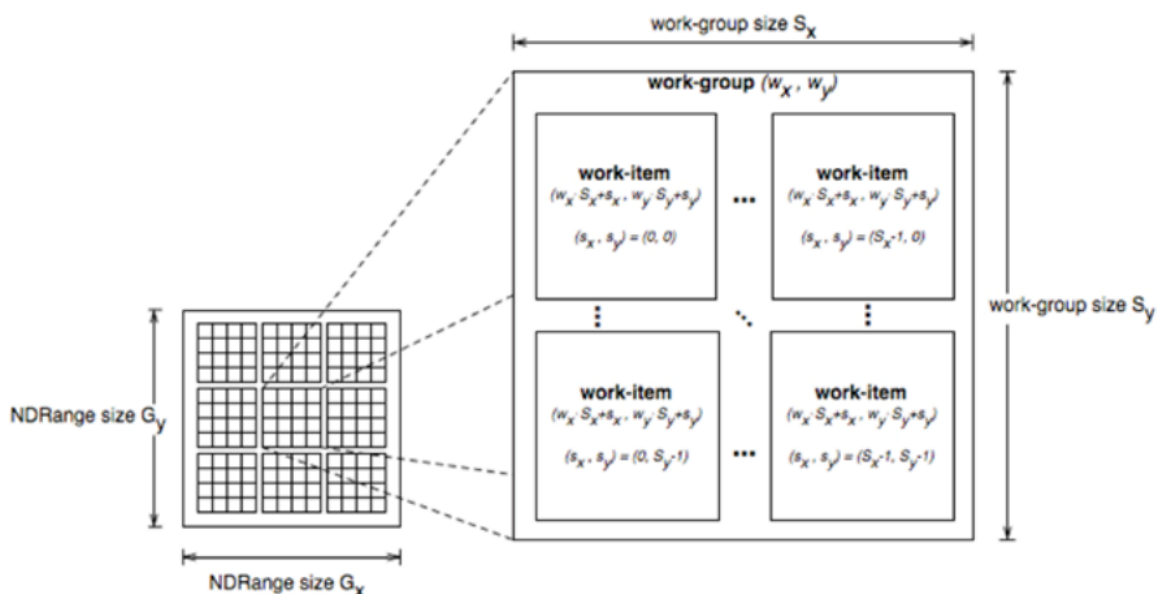 work-group size Sx
work-group (wx , wy)
work-item
(wx· Sx+sx , wy· Sy+sy)
(sx , sy) = (0, 0)
...
work-item
(wx· Sx+sx , wy· Sy+sy)
(sx , sy) = (Sx-1, 0)
work-group size Sy
work-item
(wx· Sx+sx , wy· Sy+sy)
(sx , sy) = (0, Sy-1)
...
work-item
(wx· Sx+sx , wy· Sy+sy)
(sx , sy) = (Sx-1, Sy-1)
NDRange size Gy
NDRange size Gx